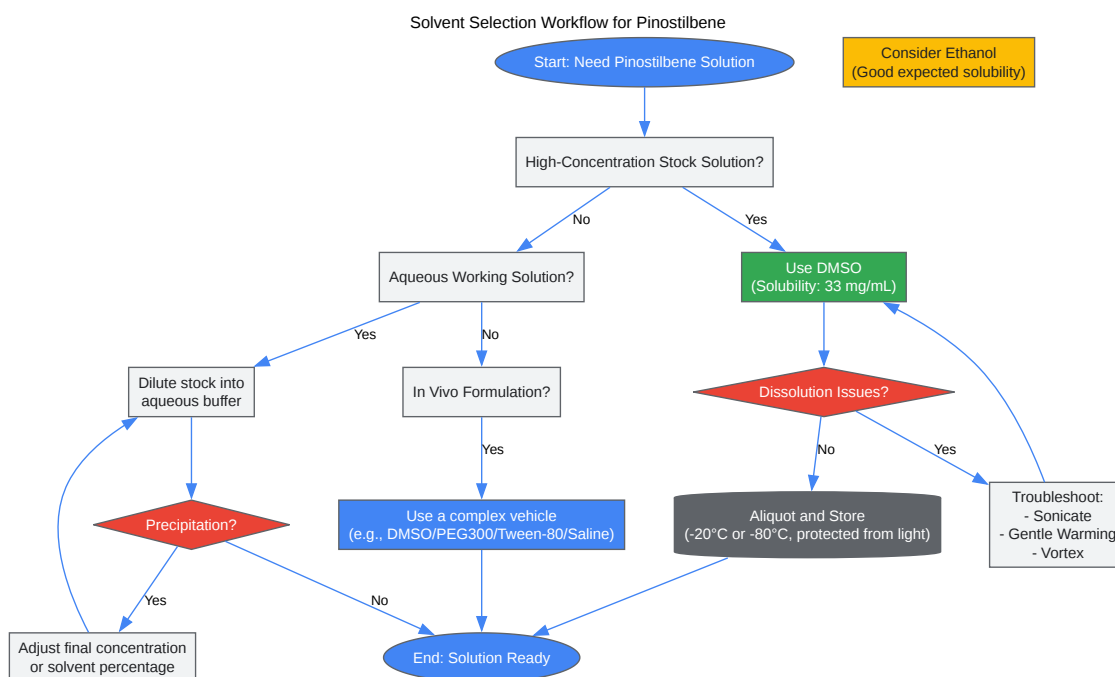 Solvent Selection Workflow for Pinostilbene
Start: Need Pinostilbene Solution
Consider Ethanol
(Good expected solubility)
High-Concentration Stock Solution?
No
Yes
Aqueous Working Solution?
Use DMSO
(Solubility: 33 mg/mL)
Yes
No
Dilute stock into
aqueous buffer
In Vivo Formulation?
Dissolution Issues?
Yes
No
Yes
Precipitation?
Use a complex vehicle
(e.g., DMSO/PEG300/Tween-80/Saline)
Aliquot and Store
(-20°C or -80°C, protected from light)
Troubleshoot:
- Sonicate
- Gentle Warming
- Vortex
Yes
No
Adjust final concentration
or solvent percentage
End: Solution Ready